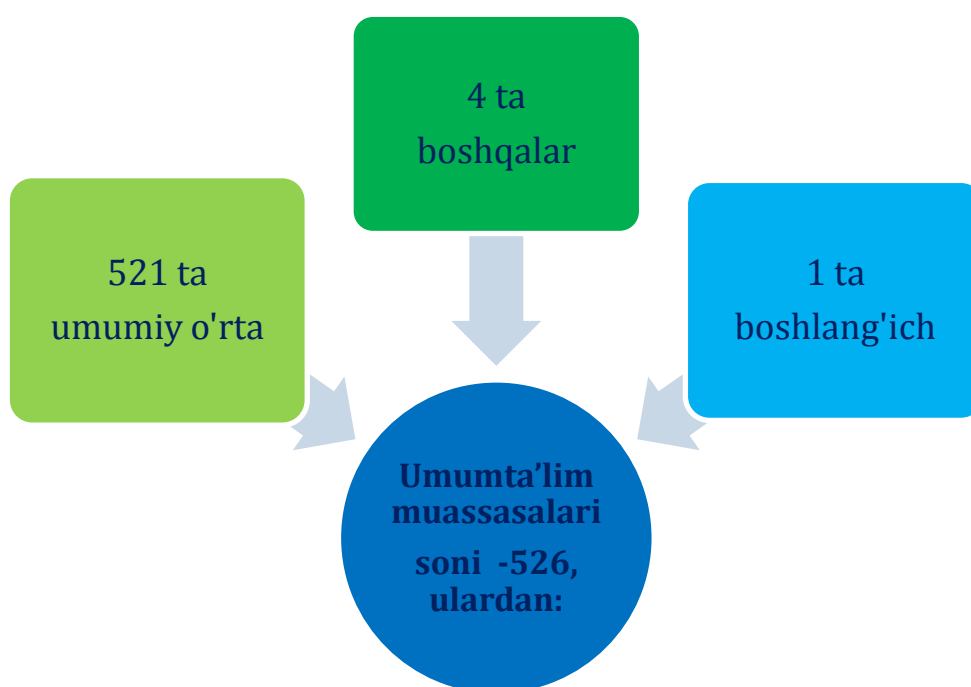 4 ta
boshqalar
521 ta
umumiy o'rta
1 ta
boshlang'ich
Umumta’lim
muassasalari
soni -526,
ulardan: